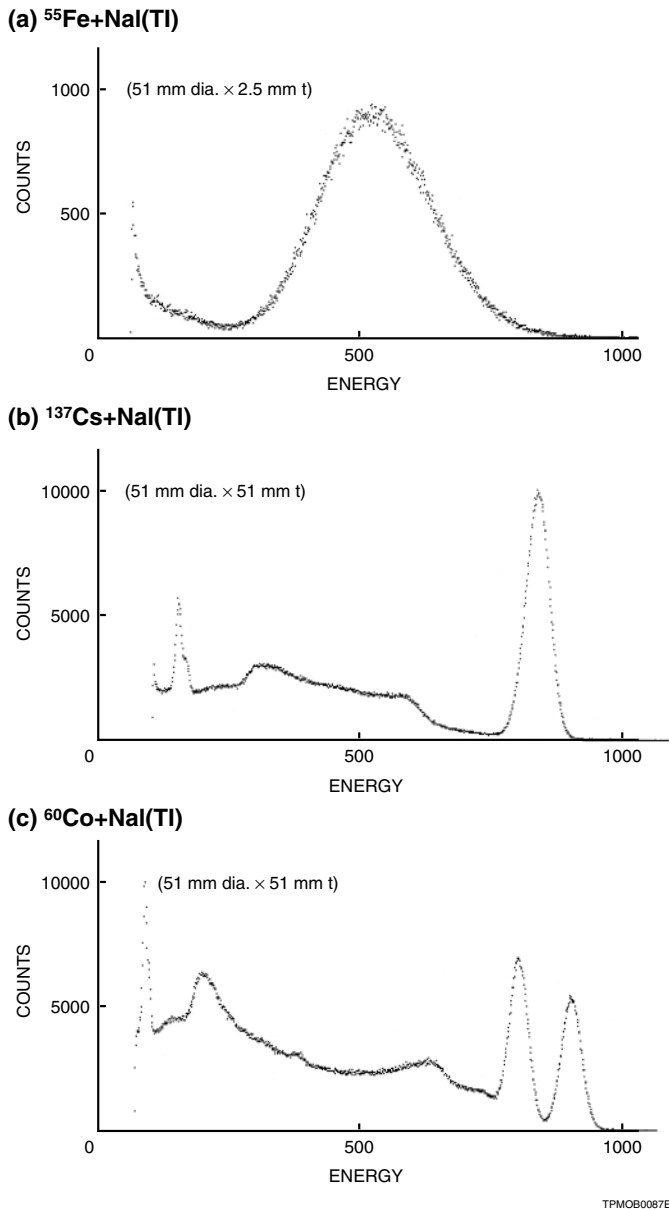 (a) ⁵⁵Fe+NaI(Tl)
(51 mm dia. × 2.5 mm t)
1000
500
COUNTS
0
500
1000
ENERGY
(b) ¹³⁷Cs+NaI(Tl)
(51 mm dia. × 51 mm t)
10000
5000
COUNTS
0
500
1000
ENERGY
(c) ⁶⁰Co+NaI(Tl)
(51 mm dia. × 51 mm t)
10000
5000
COUNTS
0
500
1000
ENERGY
TPMOB0087EA